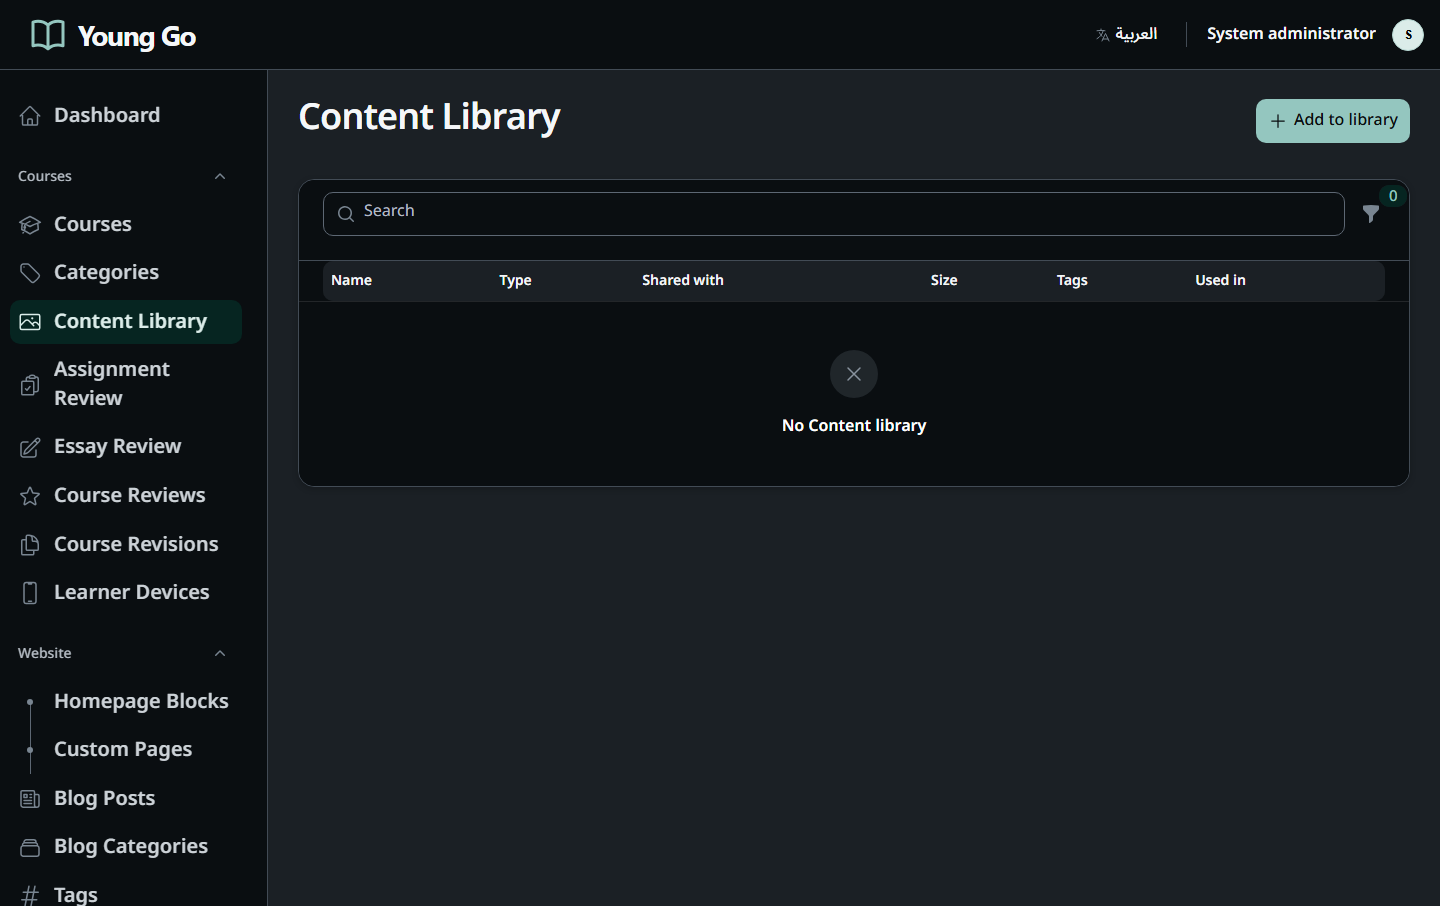 Young Go
العربية
System administrator
S
Dashboard
Courses
Courses
Categories
Content Library
Assignment
Review
Essay Review
Course Reviews
Course Revisions
Learner Devices
Website
Homepage Blocks
Custom Pages
Blog Posts
Blog Categories
Tags
Content Library
Add to library
Search
0
Name Type Shared with Size Tags Used in
No Content library